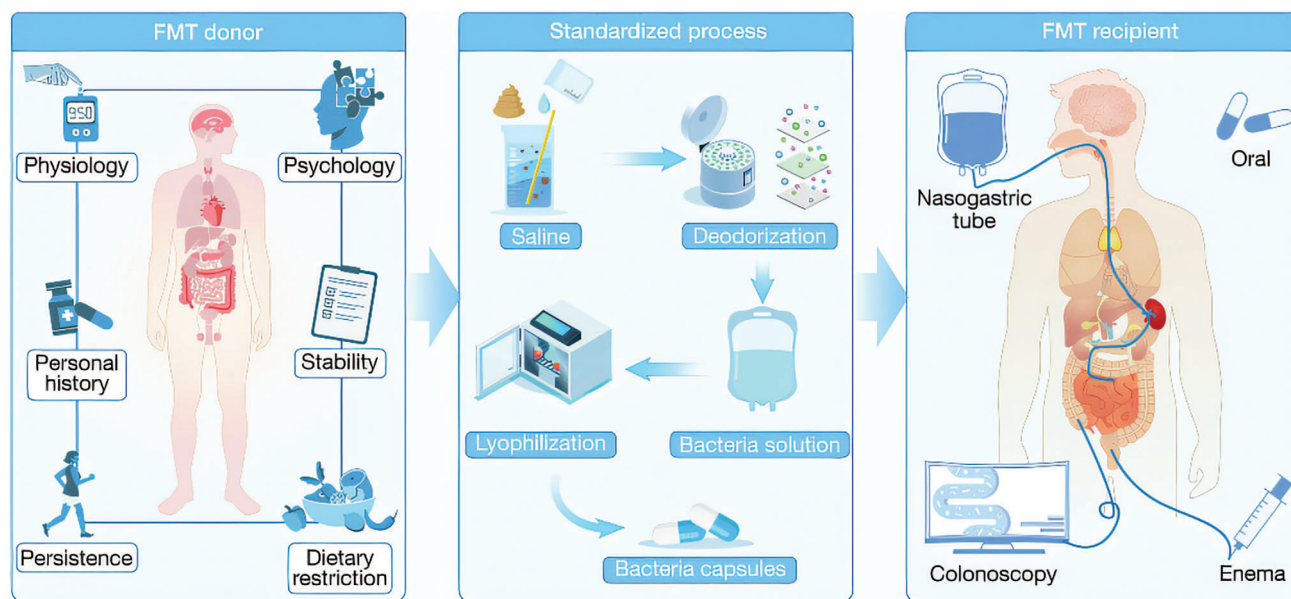 FMT donor
Physiology
Psychology
Personal
history
Stability
Persistence
Dietary
restriction
Standardized process
Saline
Deodorization
Lyophilization
Bacteria solution
Bacteria capsules
FMT recipient
Nasogastric
tube
Oral
Colonoscopy
Enema